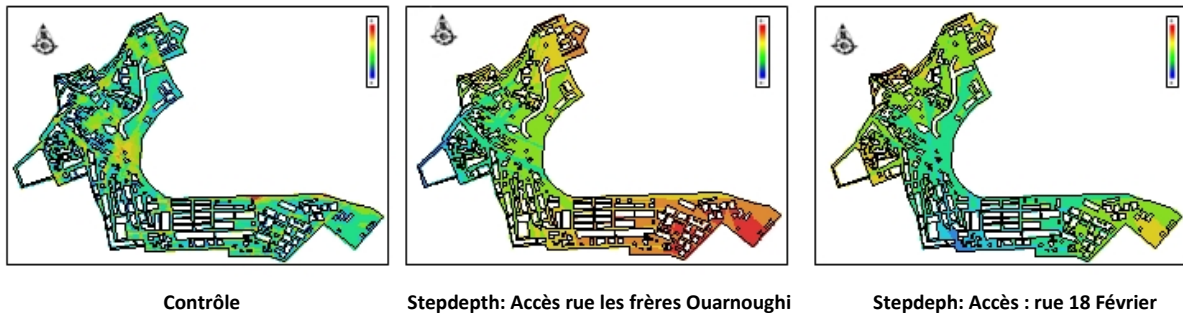 Contrôle
Stepdepth: Accès rue les frères Ouarnoughi
Stepdeph: Accès : rue 18 Février